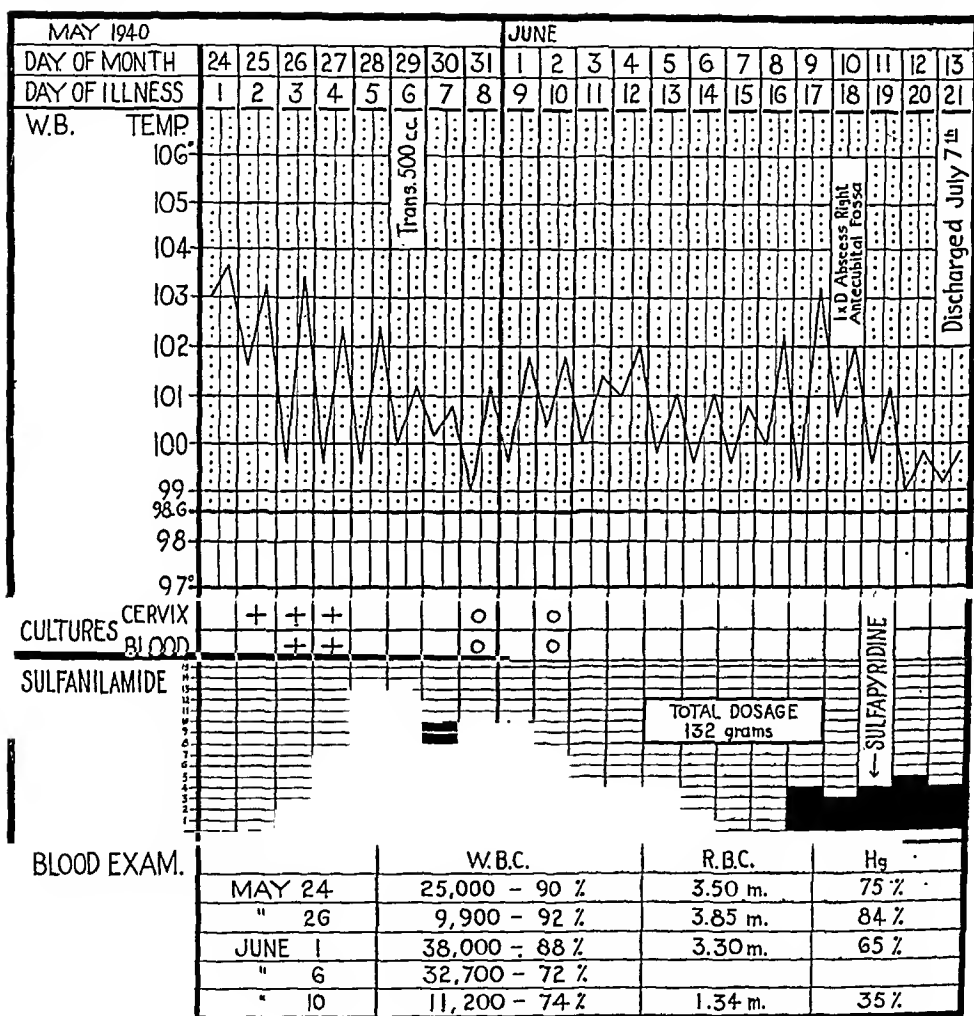 MAY 1940 JUNE
DAY OF MONTH 24 25 26 27 28 29 30 31 1 2 3 4 5 6 7 8 9 10 11 12 13
DAY OF ILLNESS 1 2 3 4 5 6 7 8 9 10 11 12 13 14 15 16 17 18 19 20 21
W.B. TEMP.
106°
105
104
103
102
101
100
99
98.6
98
97°
Trans. 500 cc.
I x D Abscess Right
Antecubital Fossa
Discharged July 7th
CULTURES
CERVIX + + + o o
BLOOD + + o o
SULFANILAMIDE
TOTAL DOSAGE
132 grams
← SULFAPYRIDINE
BLOOD EXAM. W.B.C. R.B.C. Hg
MAY 24 25,000 - 90 % 3.50 m. 75 %
" 26 9,900 - 92 % 3.85 m. 84 %
JUNE 1 38,000 - 88 % 3.30 m. 65 %
" 6 32,700 - 72 %
" 10 11,200 - 74 % 1.34 m. 35 %